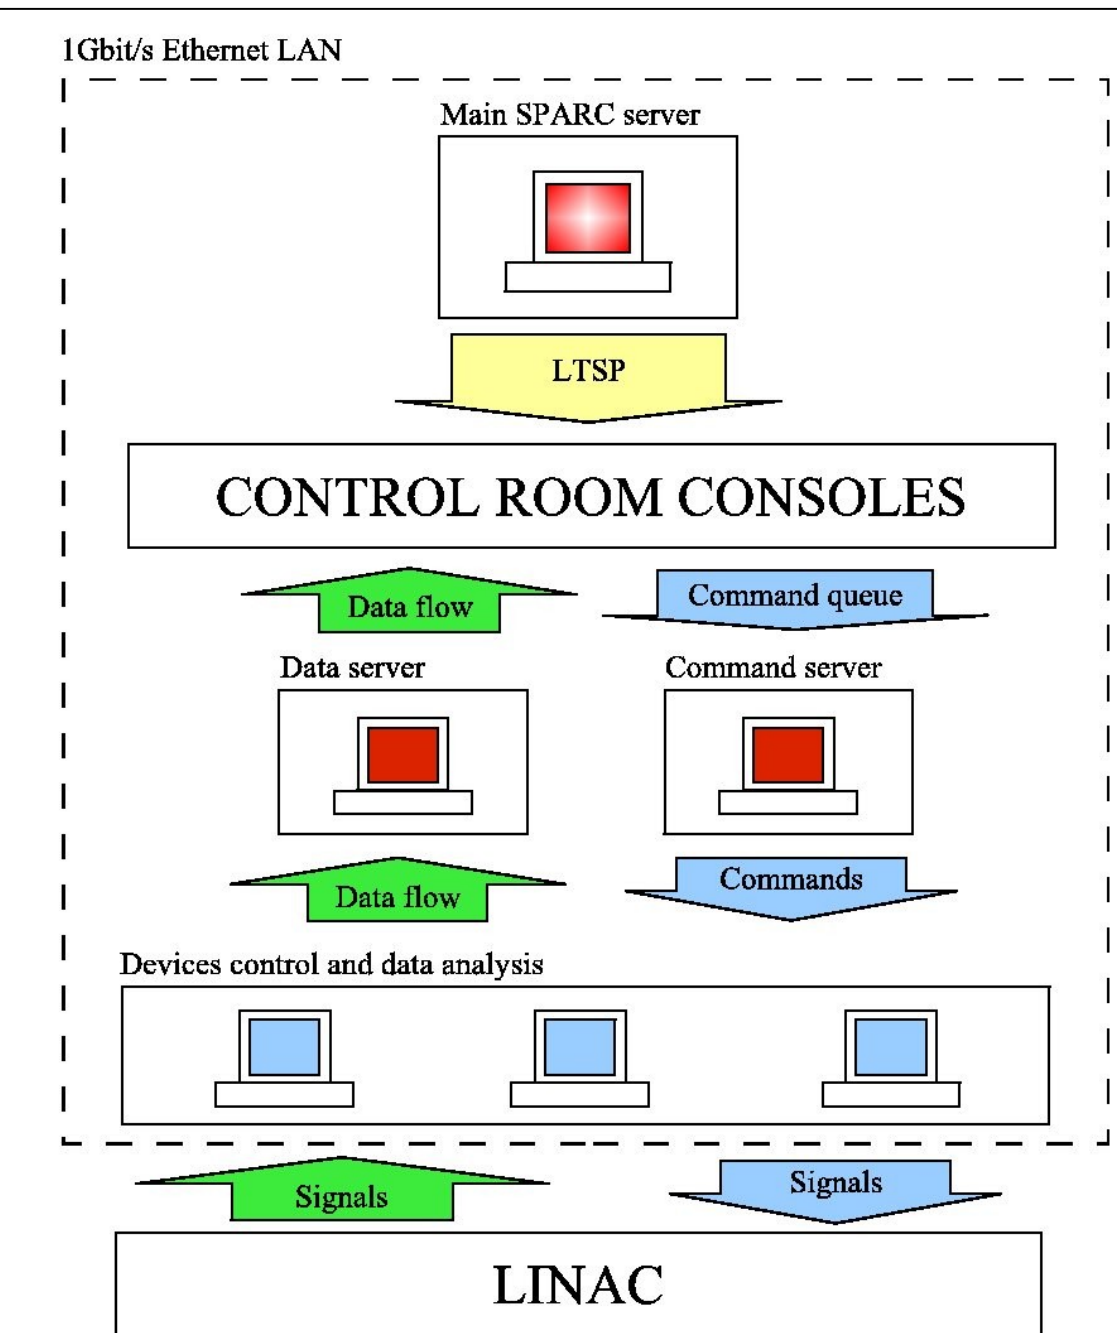 1Gbit/s Ethernet LAN
Main SPARC server
LTSP
CONTROL ROOM CONSOLES
Data flow
Command queue
Data server
Command server
Data flow
Commands
Devices control and data analysis
Signals
Signals
LINAC